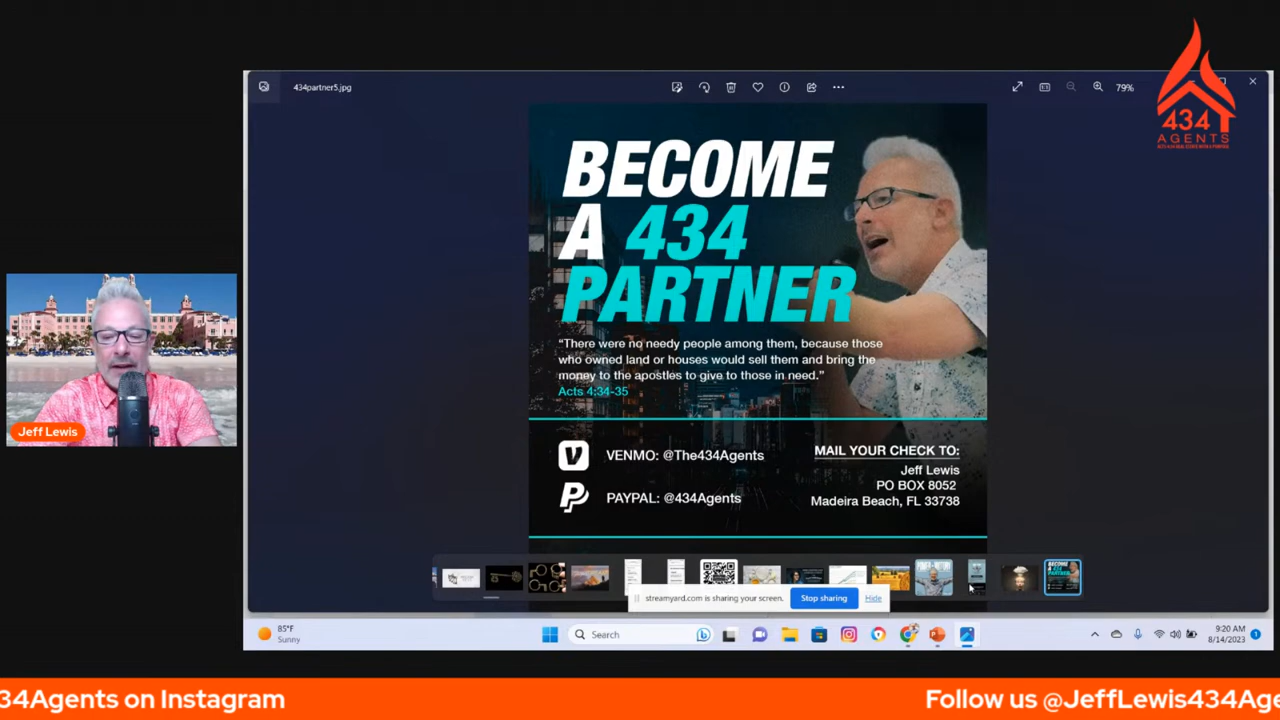 434
AGENTS
434partner5.jpg
79%
BECOME
A 434
PARTNER
“There were no needy people among them, because those
who owned land or houses would sell them and bring the
money to the apostles to give to those in need.”
Acts 4:34-35
VENMO: @The434Agents
PAYPAL: @434Agents
MAIL YOUR CHECK TO:
Jeff Lewis
PO BOX 8052
Madeira Beach, FL 33738
Jeff Lewis
streamyard.com is sharing your screen.
Stop sharing
Hide
85°F
Sunny
Search
9:20 AM
8/14/2023
1
34Agents on Instagram
Follow us @JeffLewis434Age